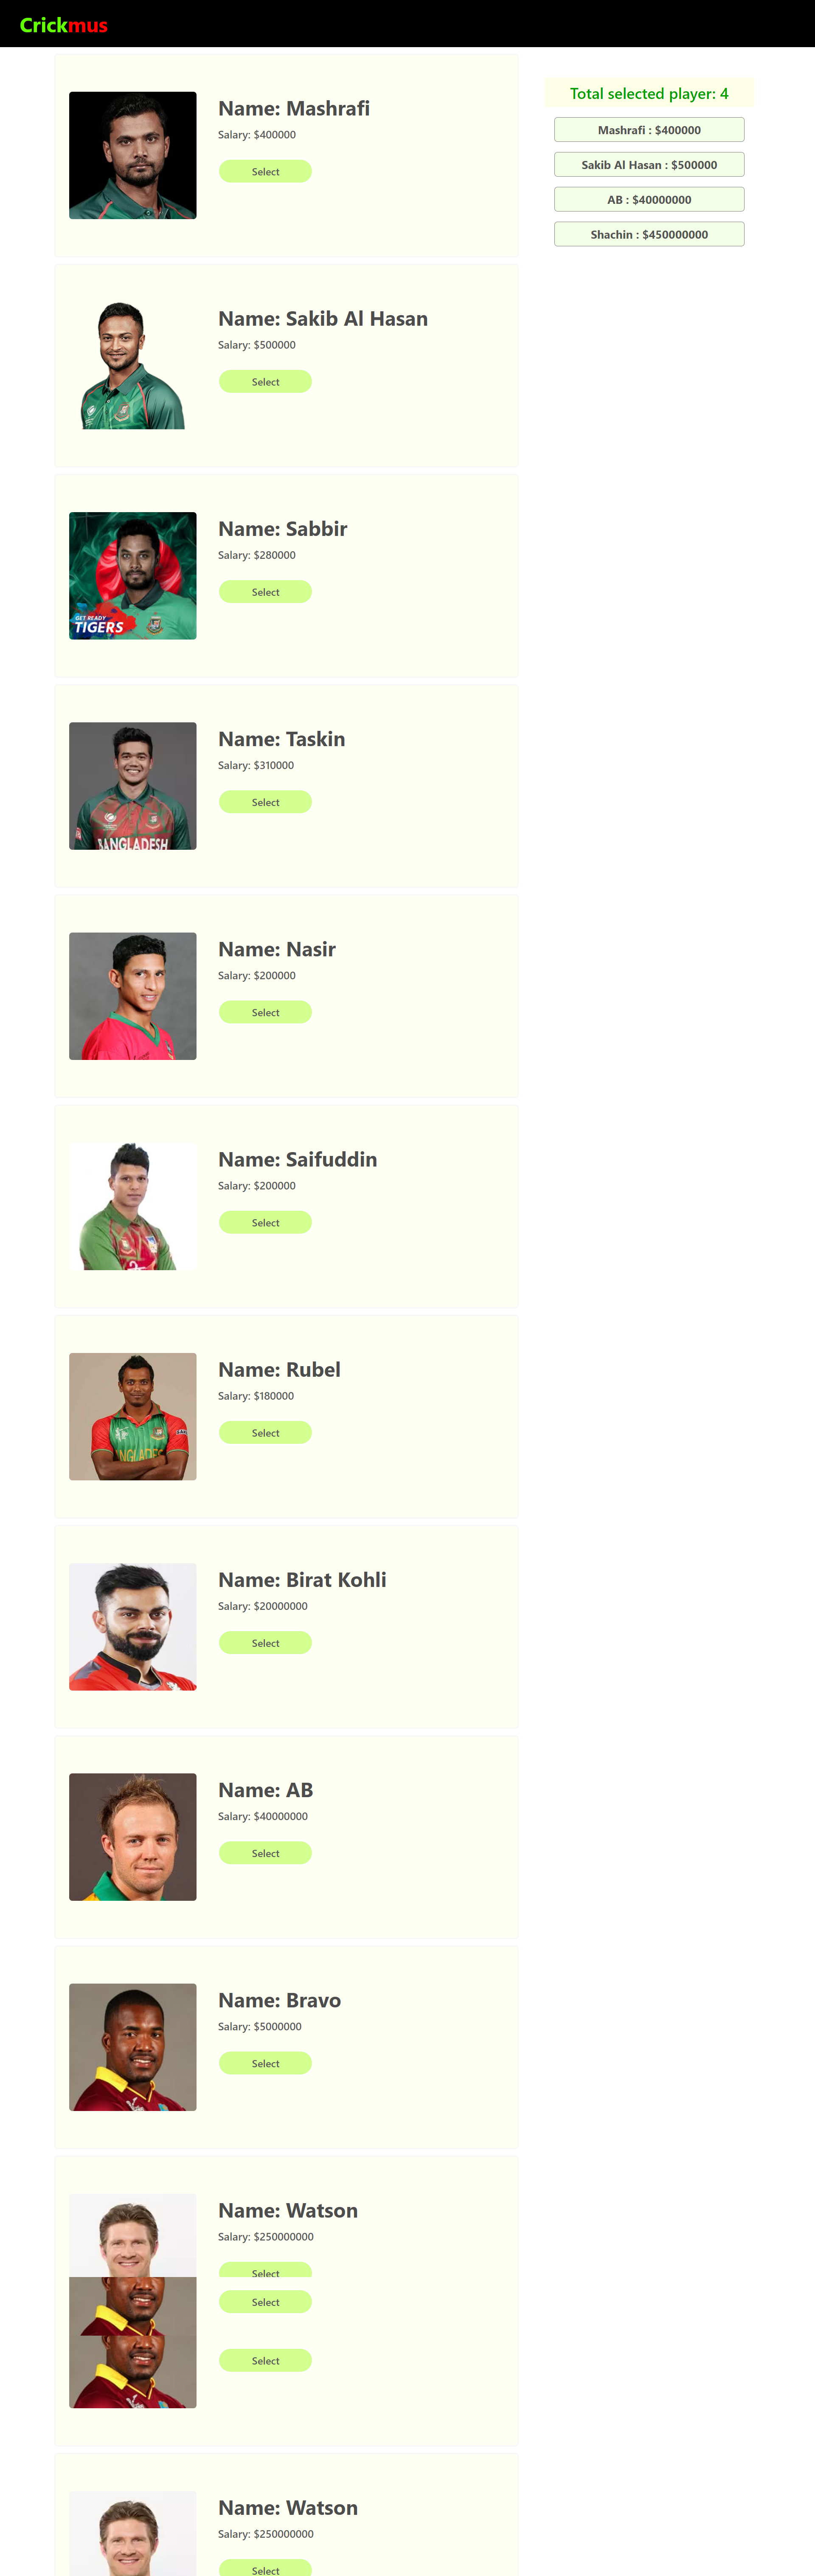 Crickmus
Name: Mashrafi
Salary: $400000
Select
Name: Sakib Al Hasan
Salary: $500000
Select
Name: Sabbir
Salary: $280000
Select
GET READY
TIGERS
Name: Taskin
Salary: $310000
Select
BANGLADESH
Name: Nasir
Salary: $200000
Select
Name: Saifuddin
Salary: $200000
Select
Name: Rubel
Salary: $180000
Select
Name: Birat Kohli
Salary: $20000000
Select
Name: AB
Salary: $40000000
Select
Name: Bravo
Salary: $5000000
Select
Name: Watson
Salary: $250000000
Select
Select
Select
Name: Watson
Salary: $250000000
Select
Total selected player: 4
Mashrafi : $400000
Sakib Al Hasan : $500000
AB : $40000000
Shachin : $450000000